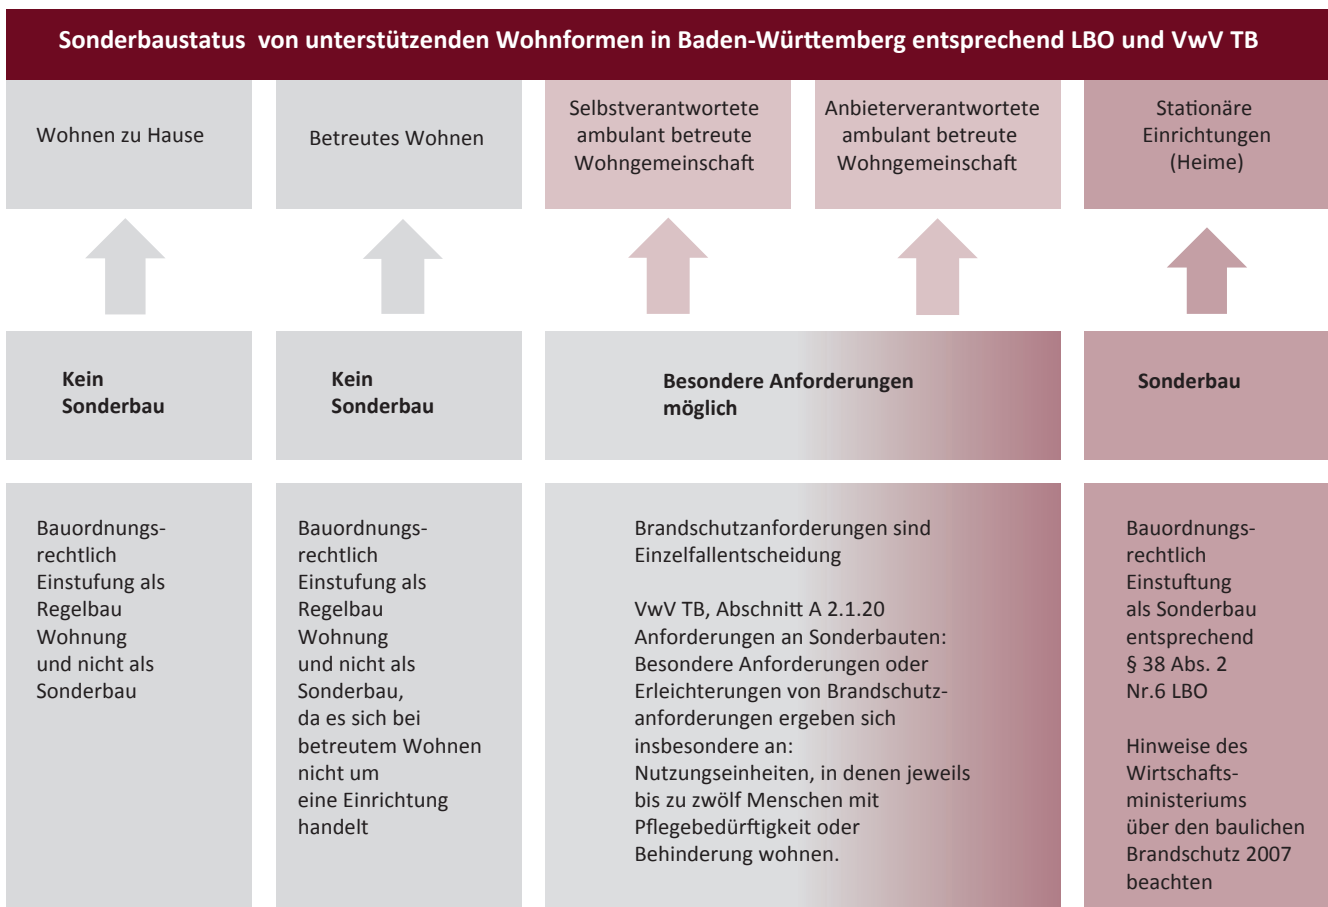 Sonderbaustatus von unterstützenden Wohnformen in Baden-Württemberg entsprechend LBO und VwV TB
Wohnen zu Hause
Betreutes Wohnen
Selbstverantwortete
ambulant betreute
Wohngemeinschaft
Anbieterverantwortete
ambulant betreute
Wohngemeinschaft
Stationäre
Einrichtungen
(Heime)
Kein
Sonderbau
Kein
Sonderbau
Besondere Anforderungen
möglich
Sonderbau
Bauordnungs-
rechtlich
Einstufung als
Regelbau
Wohnung
und nicht als
Sonderbau
Bauordnungs-
rechtlich
Einstufung als
Regelbau
Wohnung
und nicht als
Sonderbau,
da es sich bei
betreutem Wohnen
nicht um
eine Einrichtung
handelt
Brandschutzanforderungen sind
Einzelfallentscheidung
VwV TB, Abschnitt A 2.1.20
Anforderungen an Sonderbauten:
Besondere Anforderungen oder
Erleichterungen von Brandschutz-
anforderungen ergeben sich
insbesondere an:
Nutzungseinheiten, in denen jeweils
bis zu zwölf Menschen mit
Pflegebedürftigkeit oder
Behinderung wohnen.
Bauordnungs-
rechtlich
Einstuftung
als Sonderbau
entsprechend
§ 38 Abs. 2
Nr.6 LBO
Hinweise des
Wirtschafts-
ministeriums
über den baulichen
Brandschutz 2007
beachten